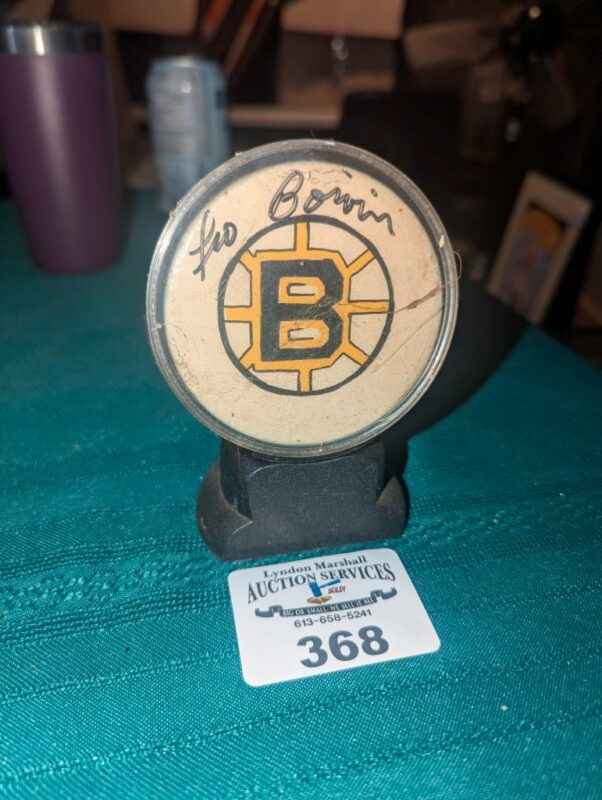 Leo Boivin
B
Lyndon Marshall
AUCTION SERVICES
SOLD!
BIG OR SMALL, WE SELL IT ALL
613-658-5241
368